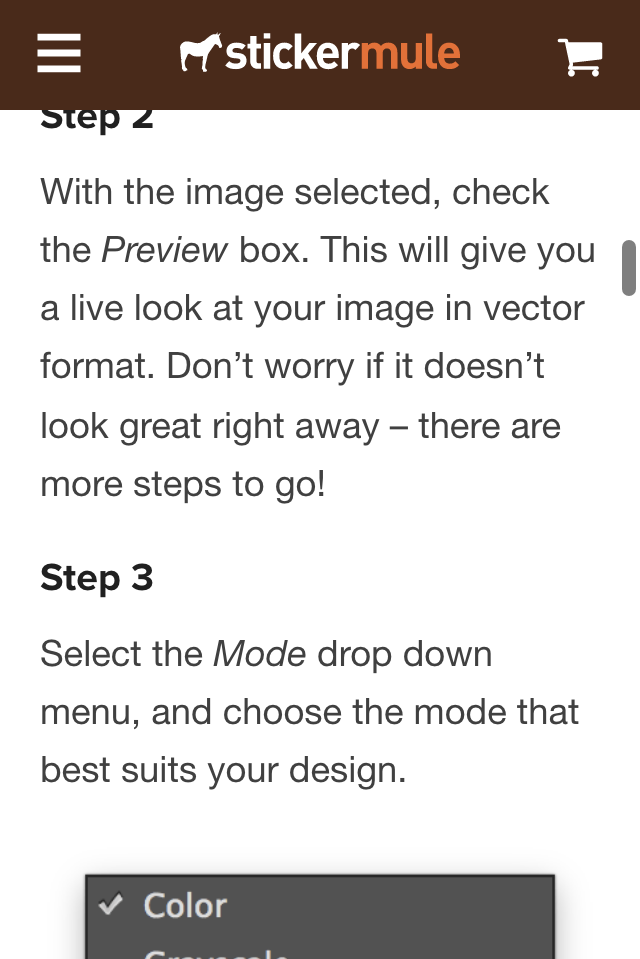 stickermule
Step 2
With the image selected, check
the Preview box. This will give you
a live look at your image in vector
format. Don’t worry if it doesn’t
look great right away – there are
more steps to go!
Step 3
Select the Mode drop down
menu, and choose the mode that
best suits your design.
Color
Grayscale